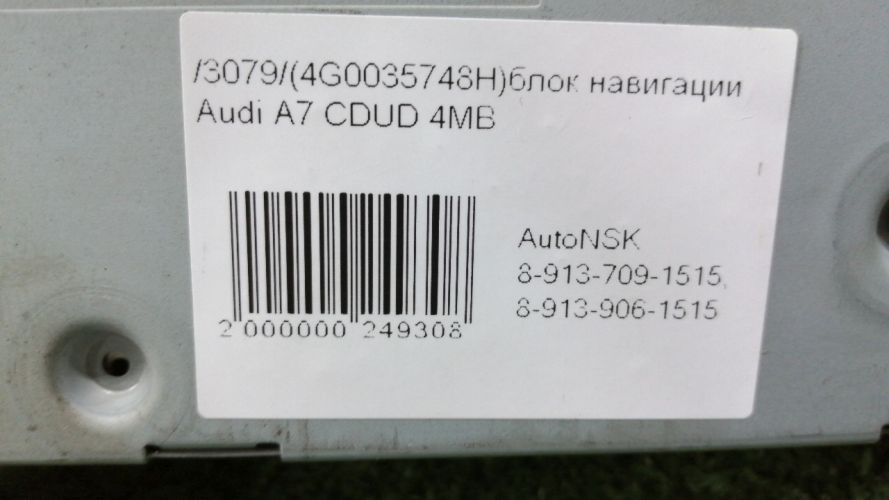 /3079/(4G0035748H)блок навигации
Audi A7 CDUD 4MB
AutoNSK
8-913-709-1515,
8-913-906-1515
2 000000 249308